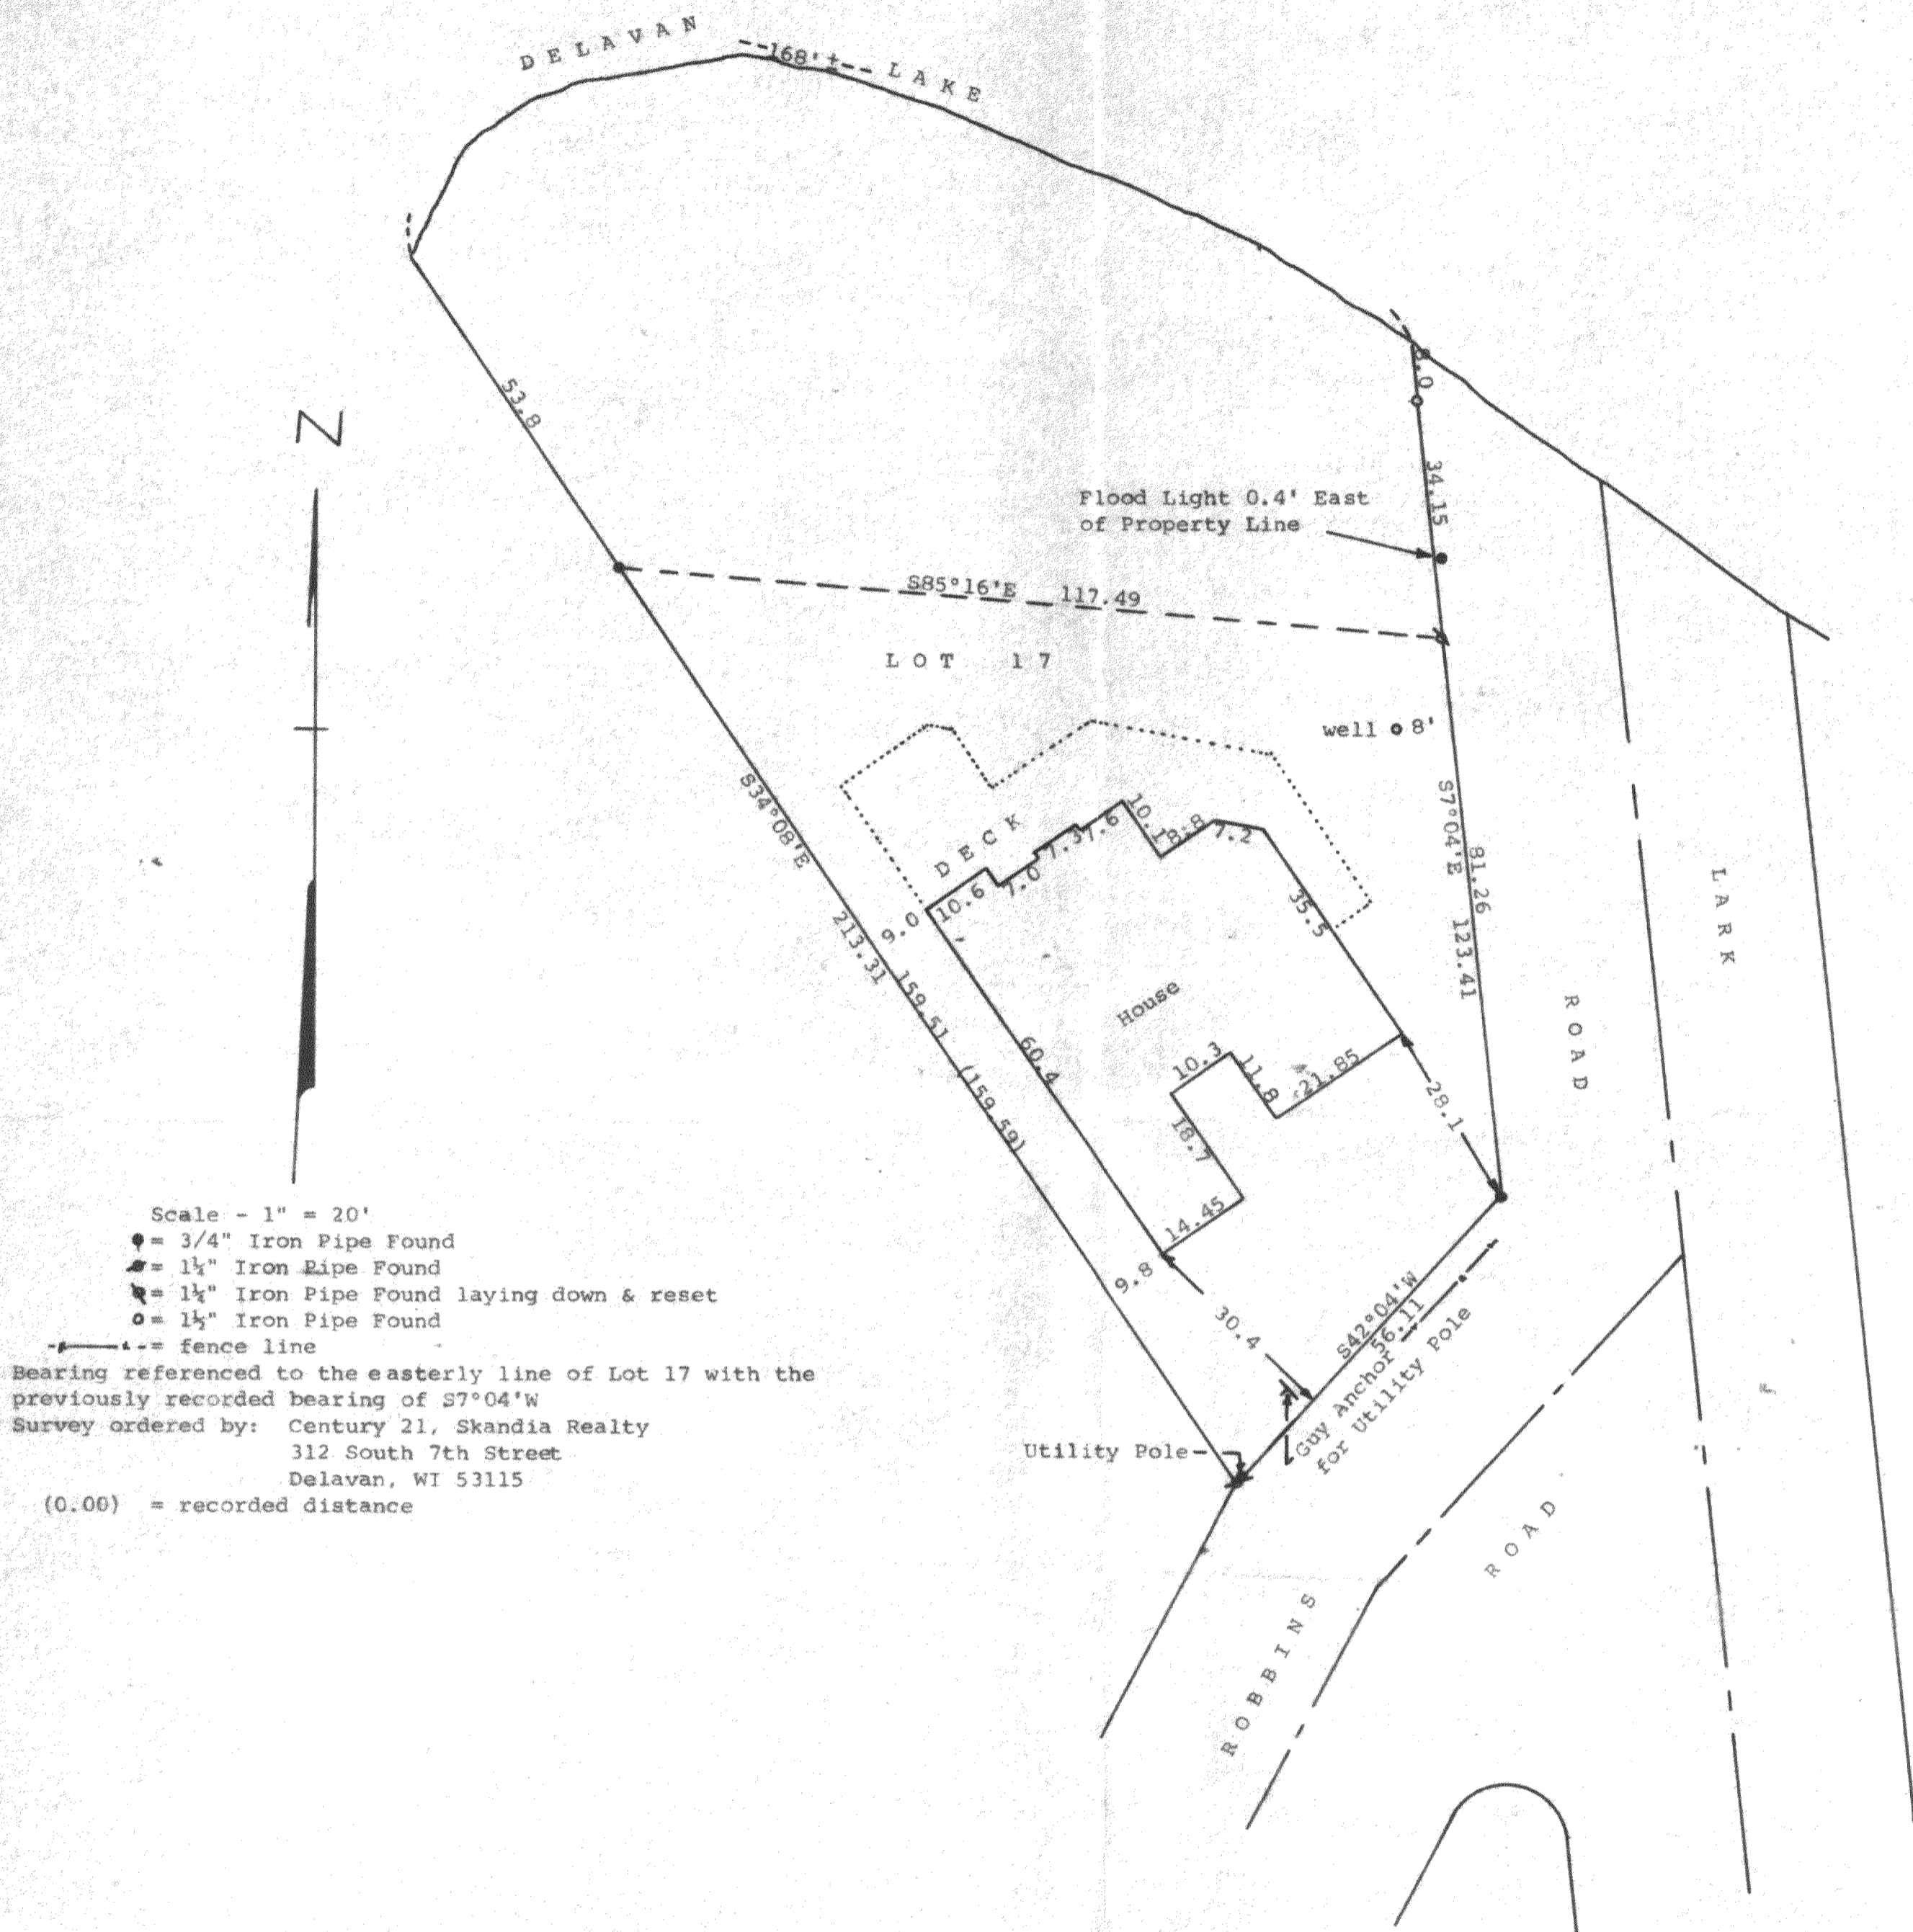 DELAVAN
168'±
LAKE
N
53.8
8.0
34.15
Flood Light 0.4' East
of Property Line
S85°16'E 117.49
LOT 17
well 8'
S34°08'E
213.31
159.51
(159.59)
S7°04'E
81.26
123.41
DECK
9.0
10.6
7.0
7.3
7.6
10.1
8.8
7.2
35.5
House
60.4
10.3
11.8
21.85
18.7
14.45
28.1
9.8
30.4
S42°04'W
56.11
Guy Anchor
for Utility Pole
Utility Pole
LARK
ROAD
ROBBINS
ROAD
Scale - 1" = 20'
= 3/4" Iron Pipe Found
= 1¼" Iron Pipe Found
= 1¼" Iron Pipe Found laying down & reset
= 1½" Iron Pipe Found
= fence line
Bearing referenced to the easterly line of Lot 17 with the
previously recorded bearing of S7°04'W
Survey ordered by: Century 21, Skandia Realty
312 South 7th Street
Delavan, WI 53115
(0.00) = recorded distance